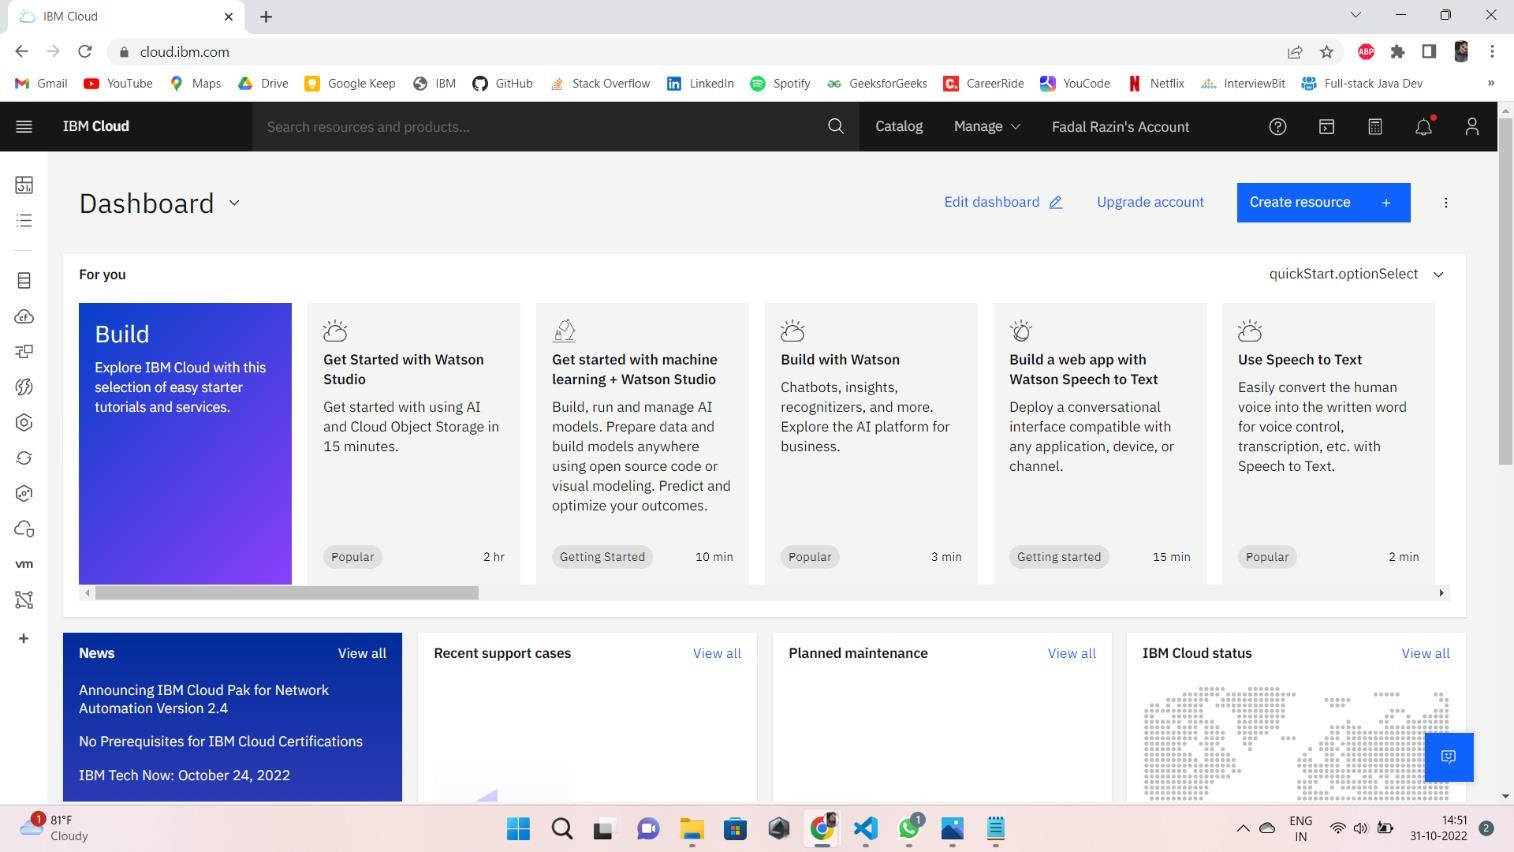 IBM Cloud
cloud.ibm.com
ABP
Gmail YouTube Maps Drive Google Keep IBM GitHub Stack Overflow LinkedIn Spotify GeeksforGeeks CareerRide YouCode Netflix InterviewBit Full-stack Java Dev »
IBM Cloud Search resources and products... Catalog Manage Fadal Razin's Account
Dashboard Edit dashboard Upgrade account Create resource +
For you quickStart.optionSelect
Build
Explore IBM Cloud with this
selection of easy starter
tutorials and services.
Get Started with Watson
Studio
Get started with using AI
and Cloud Object Storage in
15 minutes.
Popular 2 hr
Get started with machine
learning + Watson Studio
Build, run and manage AI
models. Prepare data and
build models anywhere
using open source code or
visual modeling. Predict and
optimize your outcomes.
Getting Started 10 min
Build with Watson
Chatbots, insights,
recognitizers, and more.
Explore the AI platform for
business.
Popular 3 min
Build a web app with
Watson Speech to Text
Deploy a conversational
interface compatible with
any application, device, or
channel.
Getting started 15 min
Use Speech to Text
Easily convert the human
voice into the written word
for voice control,
transcription, etc. with
Speech to Text.
Popular 2 min
cf
vm
News View all
Announcing IBM Cloud Pak for Network
Automation Version 2.4
No Prerequisites for IBM Cloud Certifications
IBM Tech Now: October 24, 2022
Recent support cases View all
Planned maintenance View all
IBM Cloud status View all
1
81°F
Cloudy
1
ENG
IN
14:51
31-10-2022
2